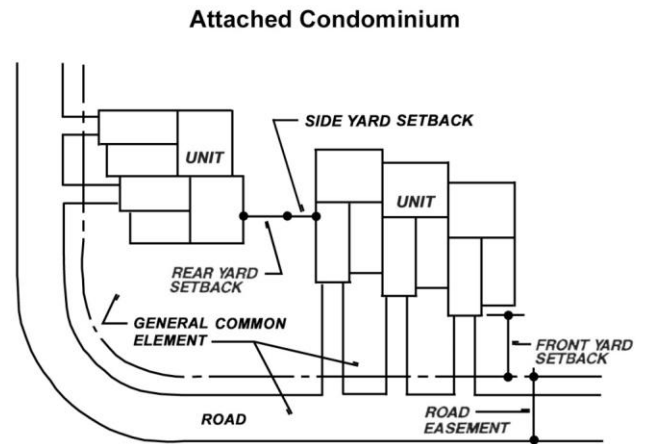 Attached Condominium
SIDE YARD SETBACK
UNIT
UNIT
REAR YARD
SETBACK
GENERAL COMMON
ELEMENT
FRONT YARD
SETBACK
ROAD
ROAD
EASEMENT